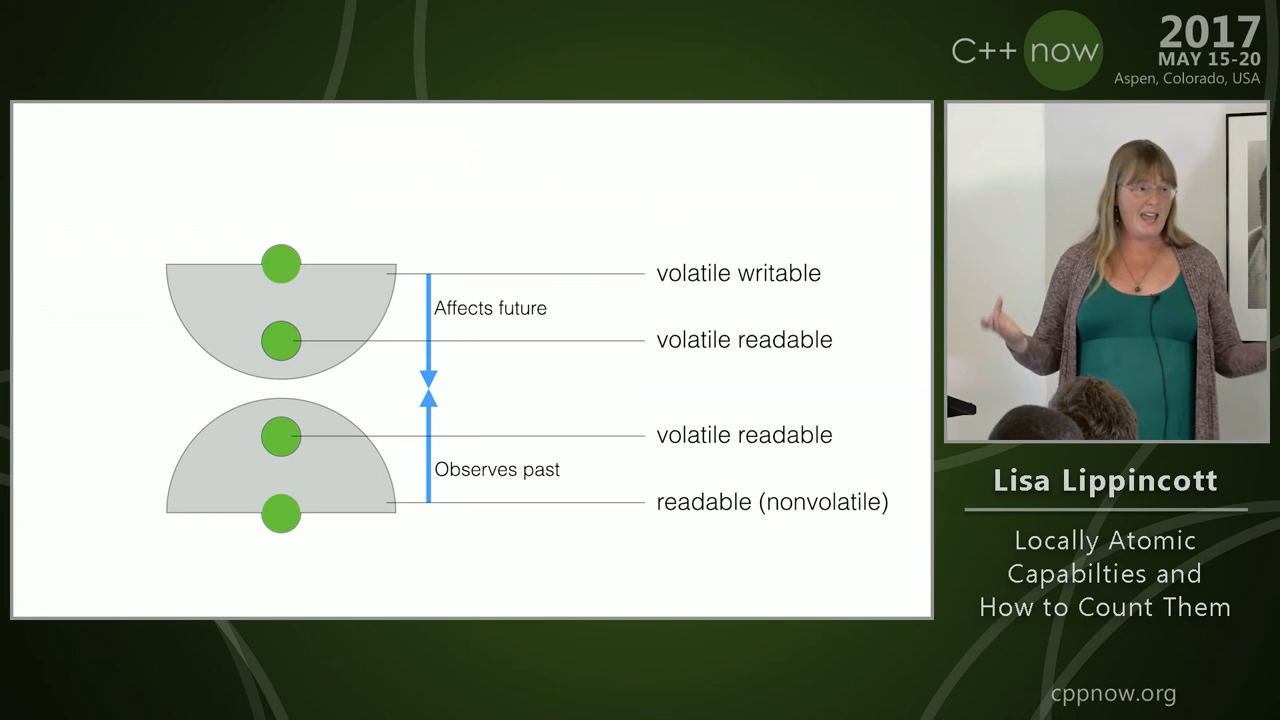 C++ now
2017
MAY 15-20
Aspen, Colorado, USA
volatile writable
Affects future
volatile readable
volatile readable
Observes past
readable (nonvolatile)
Lisa Lippincott
Locally Atomic
Capabilties and
How to Count Them
cppnow.org